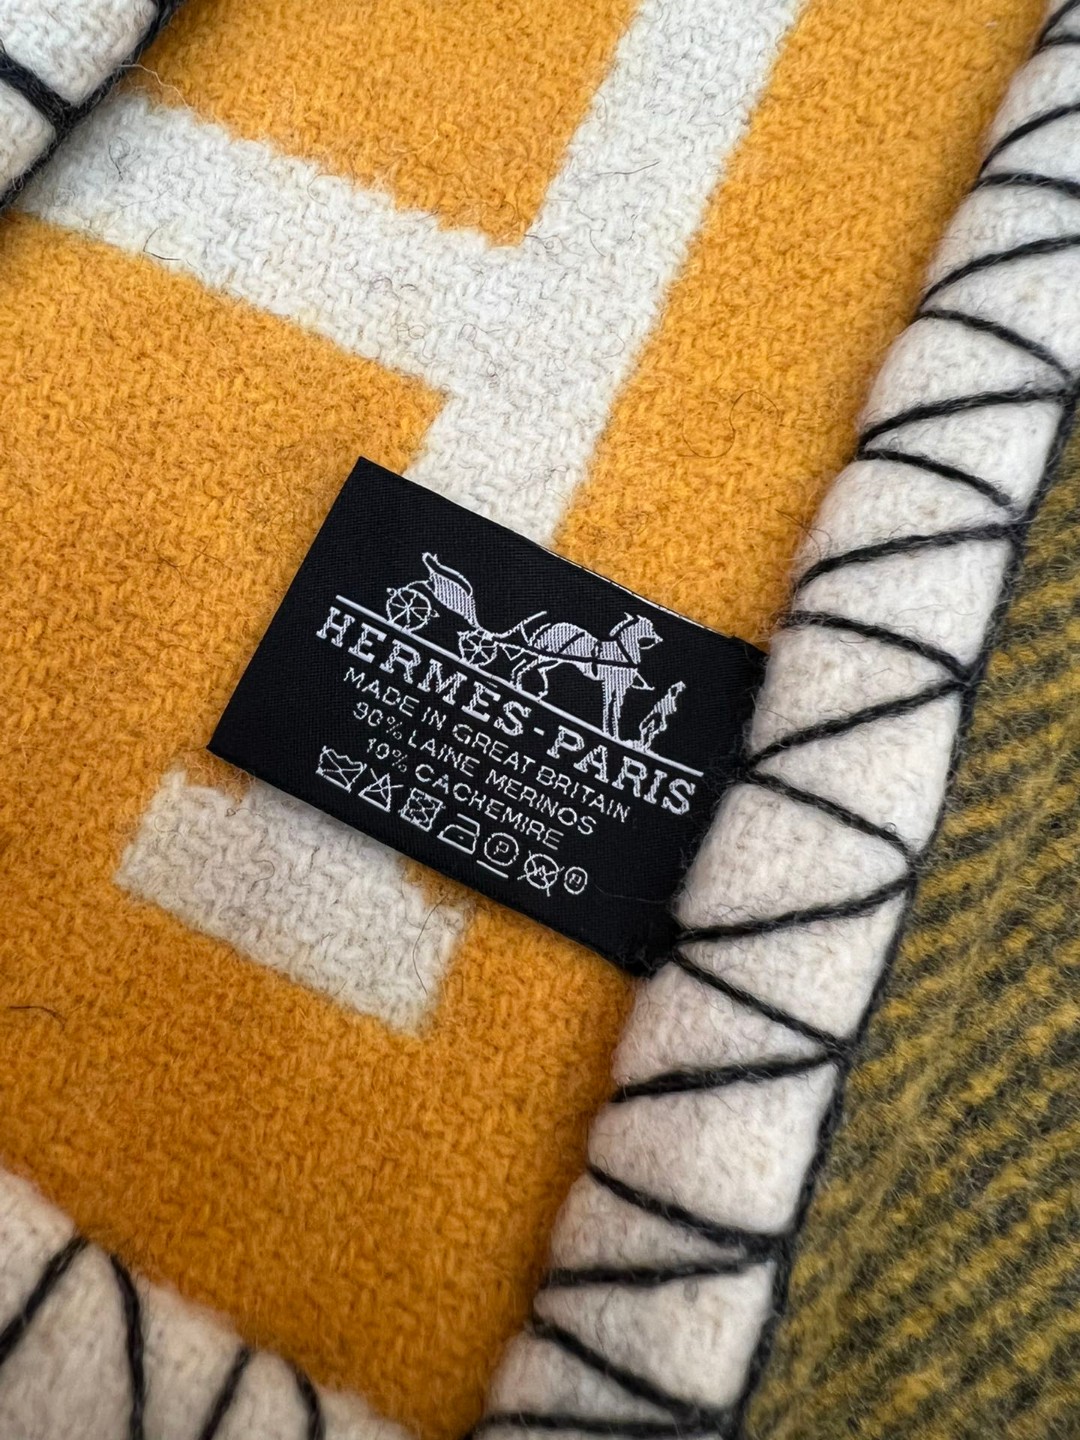 HERMES-PARIS
MADE IN GREAT BRITAIN
90% LAINE MERINOS
10% CACHEMIRE
P